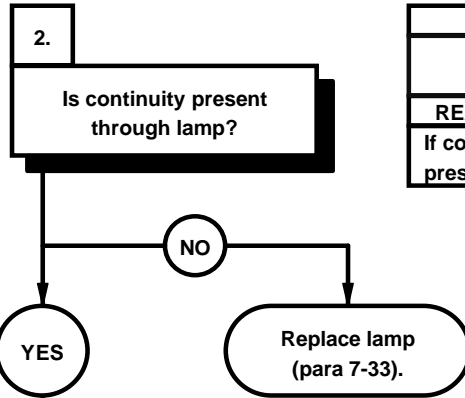 2.
Is continuity present
through lamp?
RE
If co
pres
NO
YES
Replace lamp
(para 7-33).